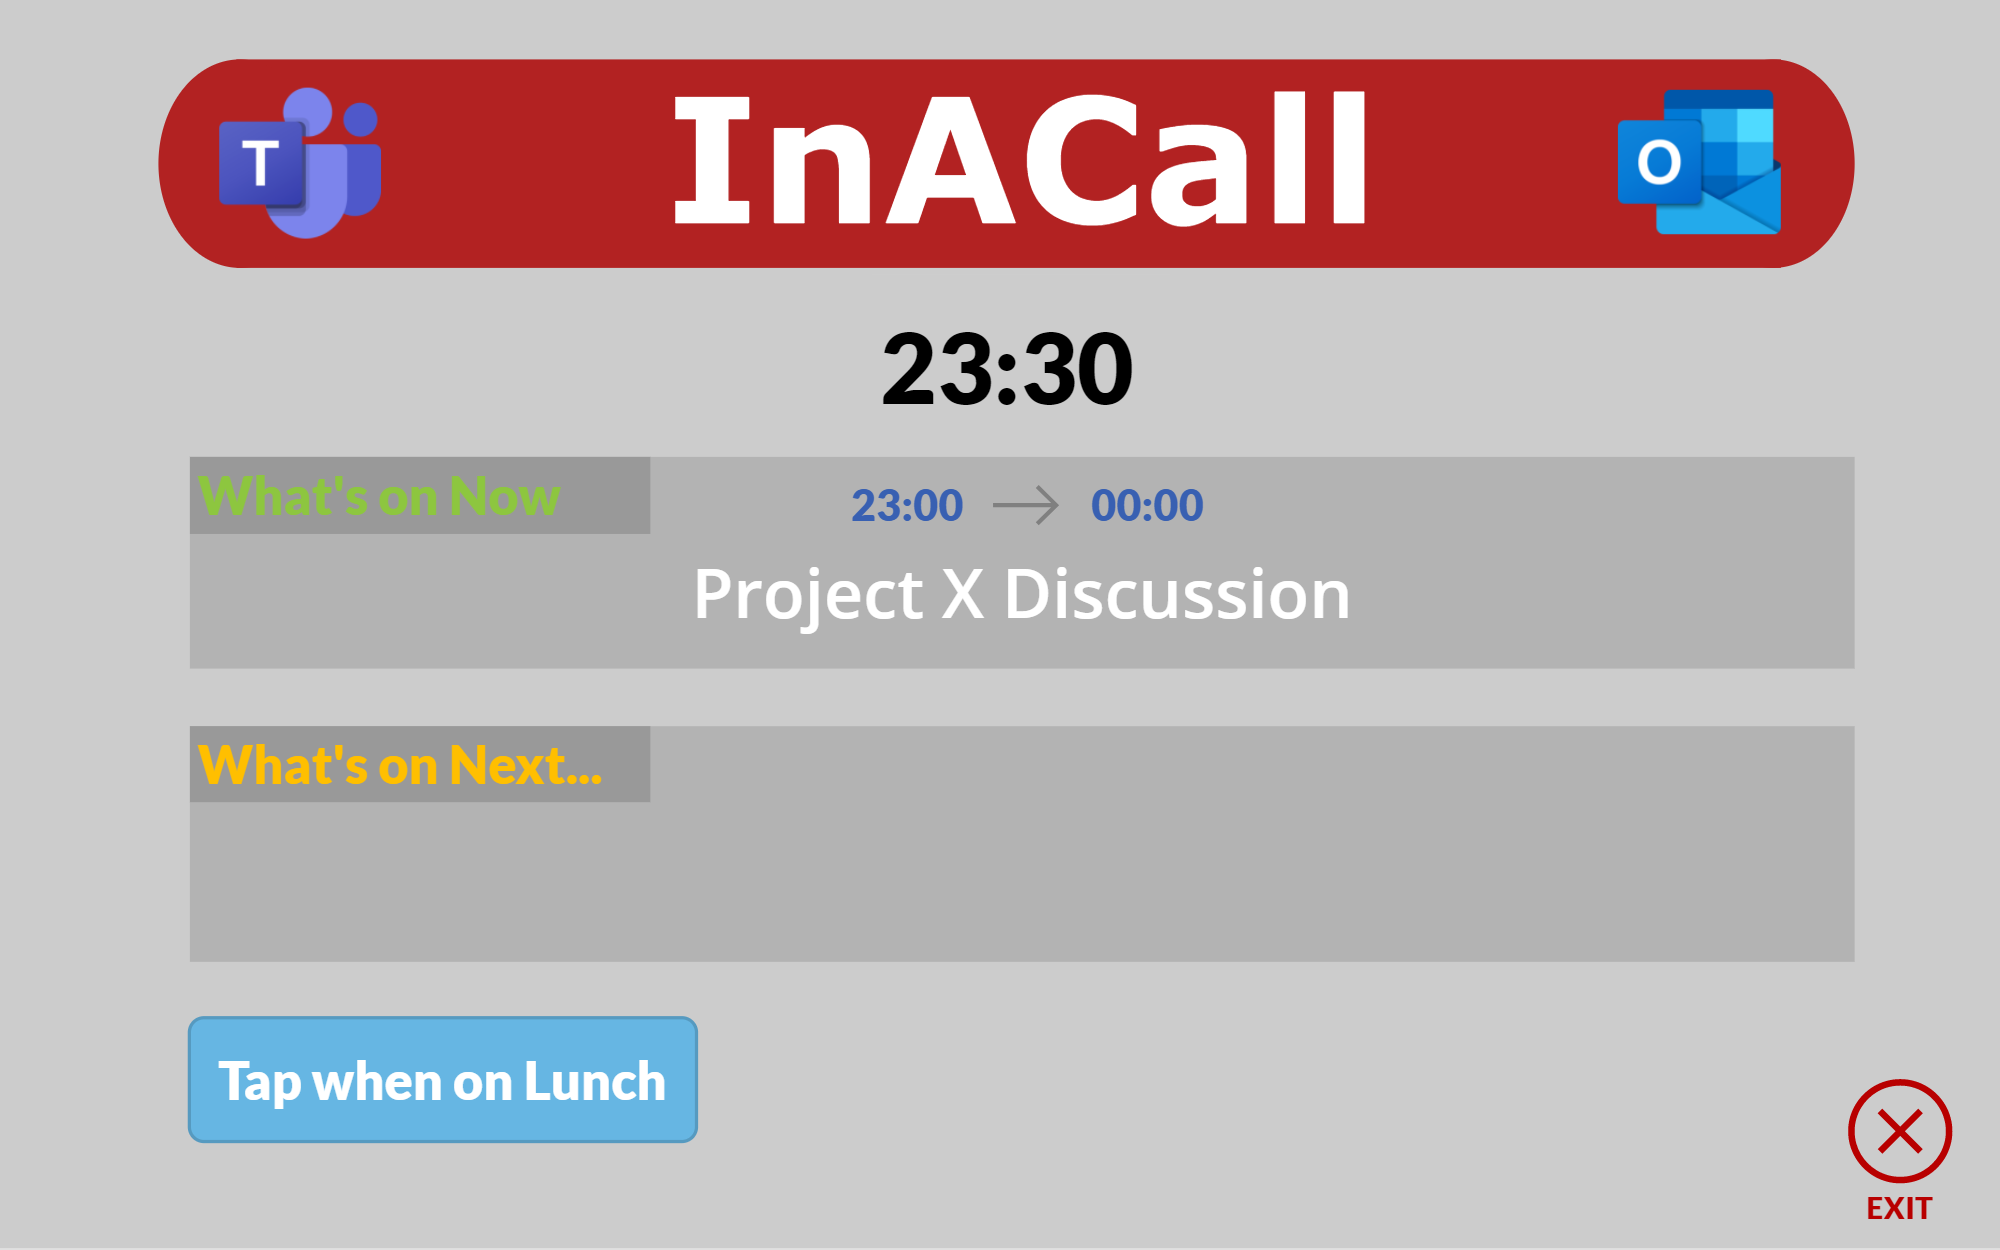 T
InACall
O
23:30
What's on Now
23:00 → 00:00
Project X Discussion
What's on Next...
Tap when on Lunch
EXIT